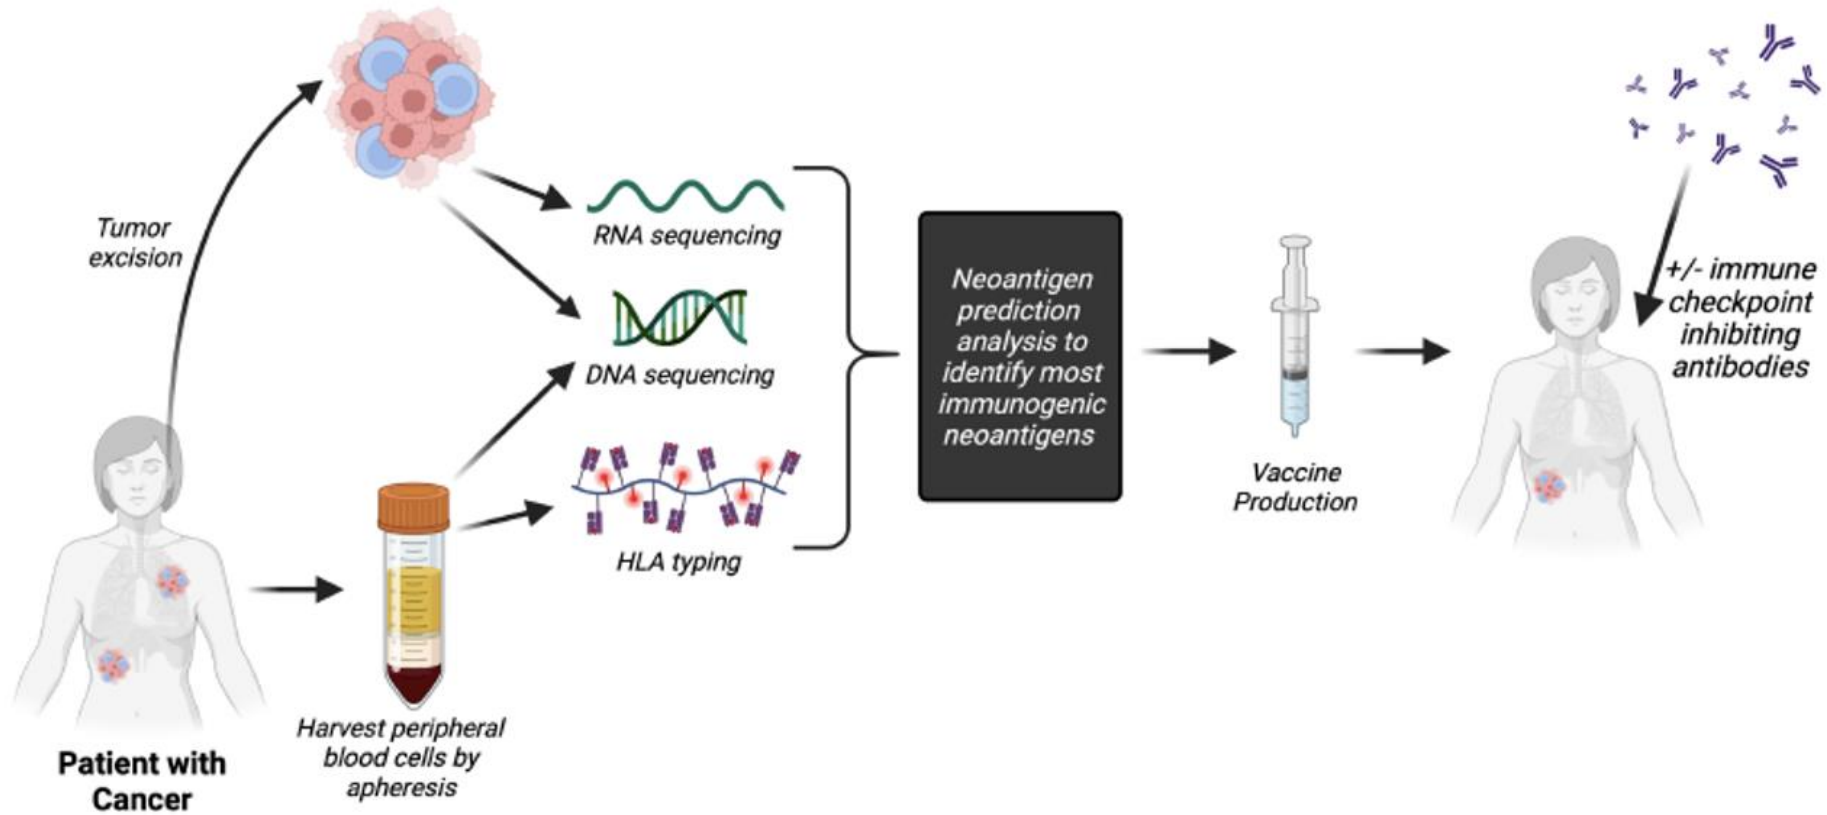 Tumor
excision
RNA sequencing
DNA sequencing
HLA typing
Patient with
Cancer
Harvest peripheral
blood cells by
apheresis
Neoantigen
prediction
analysis to
identify most
immunogenic
neoantigens
Vaccine
Production
+/- immune
checkpoint
inhibiting
antibodies